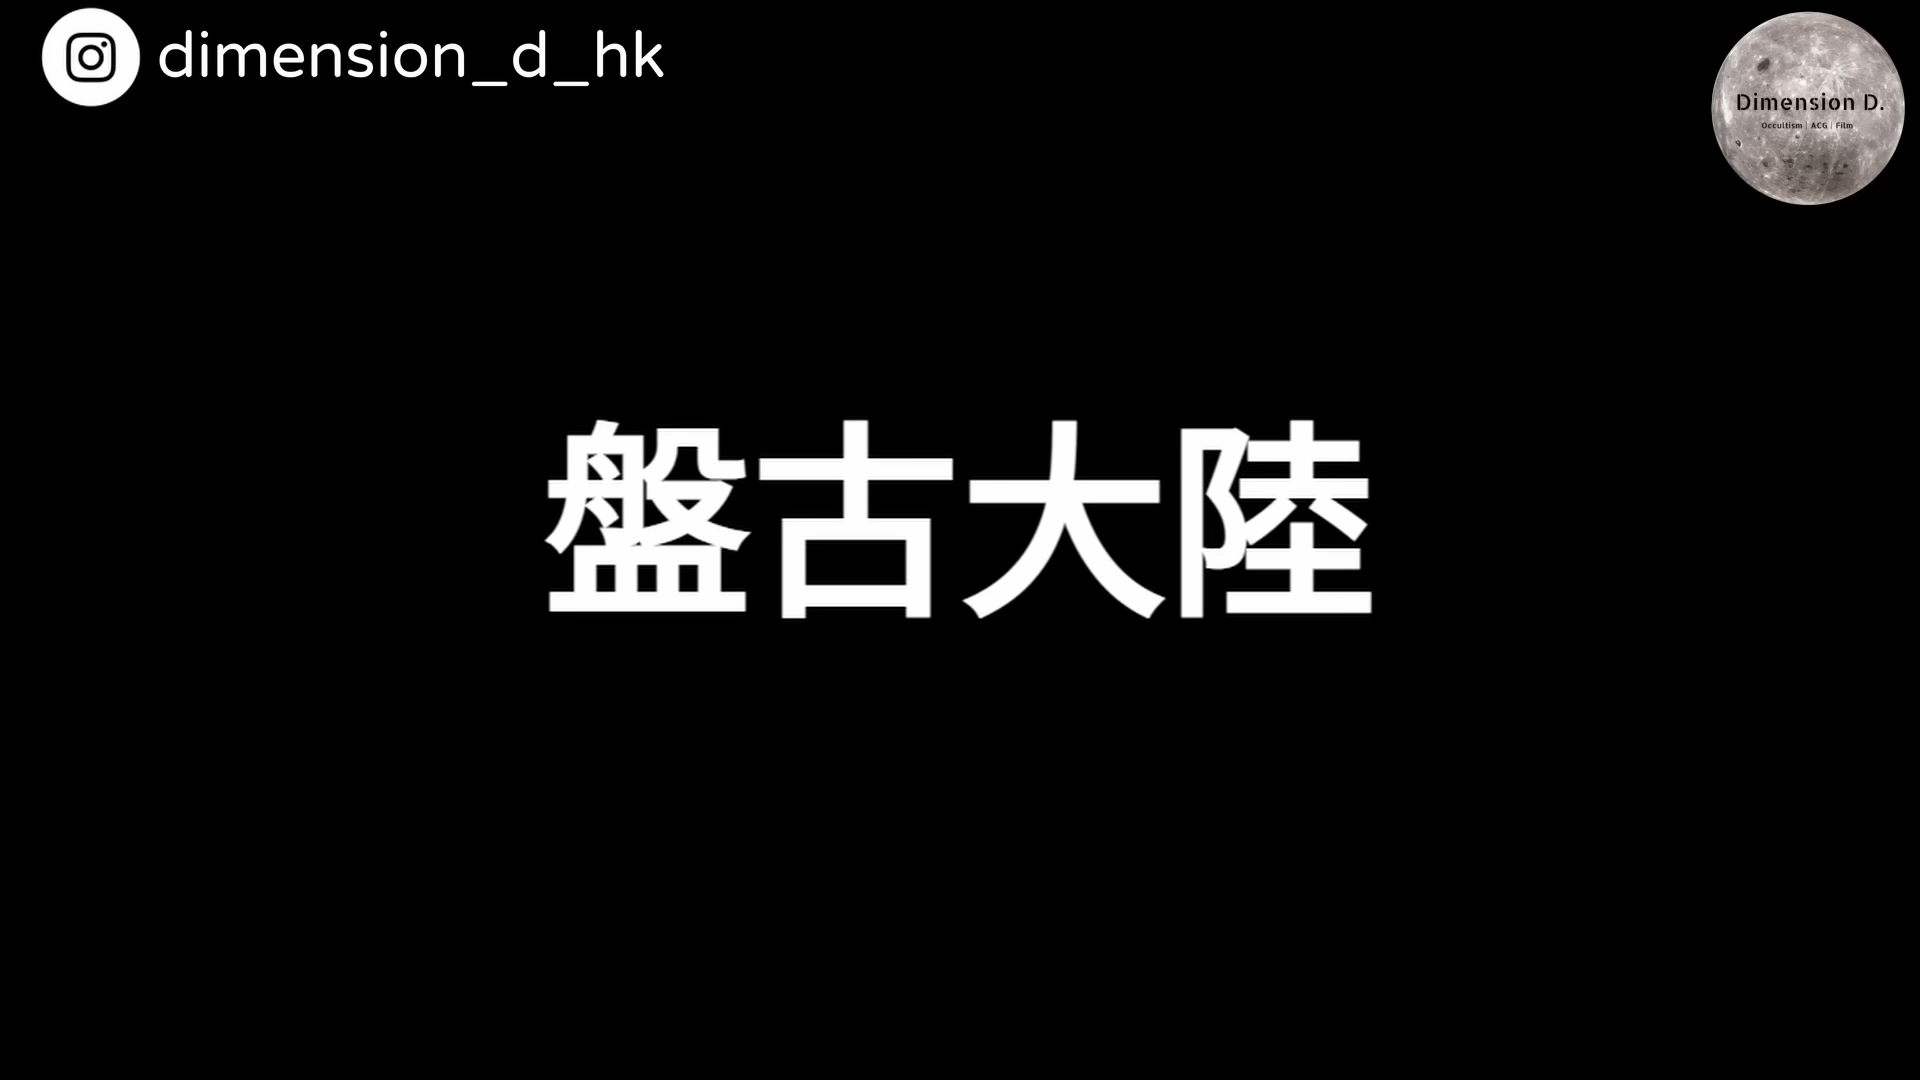 dimension_d_hk
Dimension D.
Occultism | ACG | Film
盤古大陸